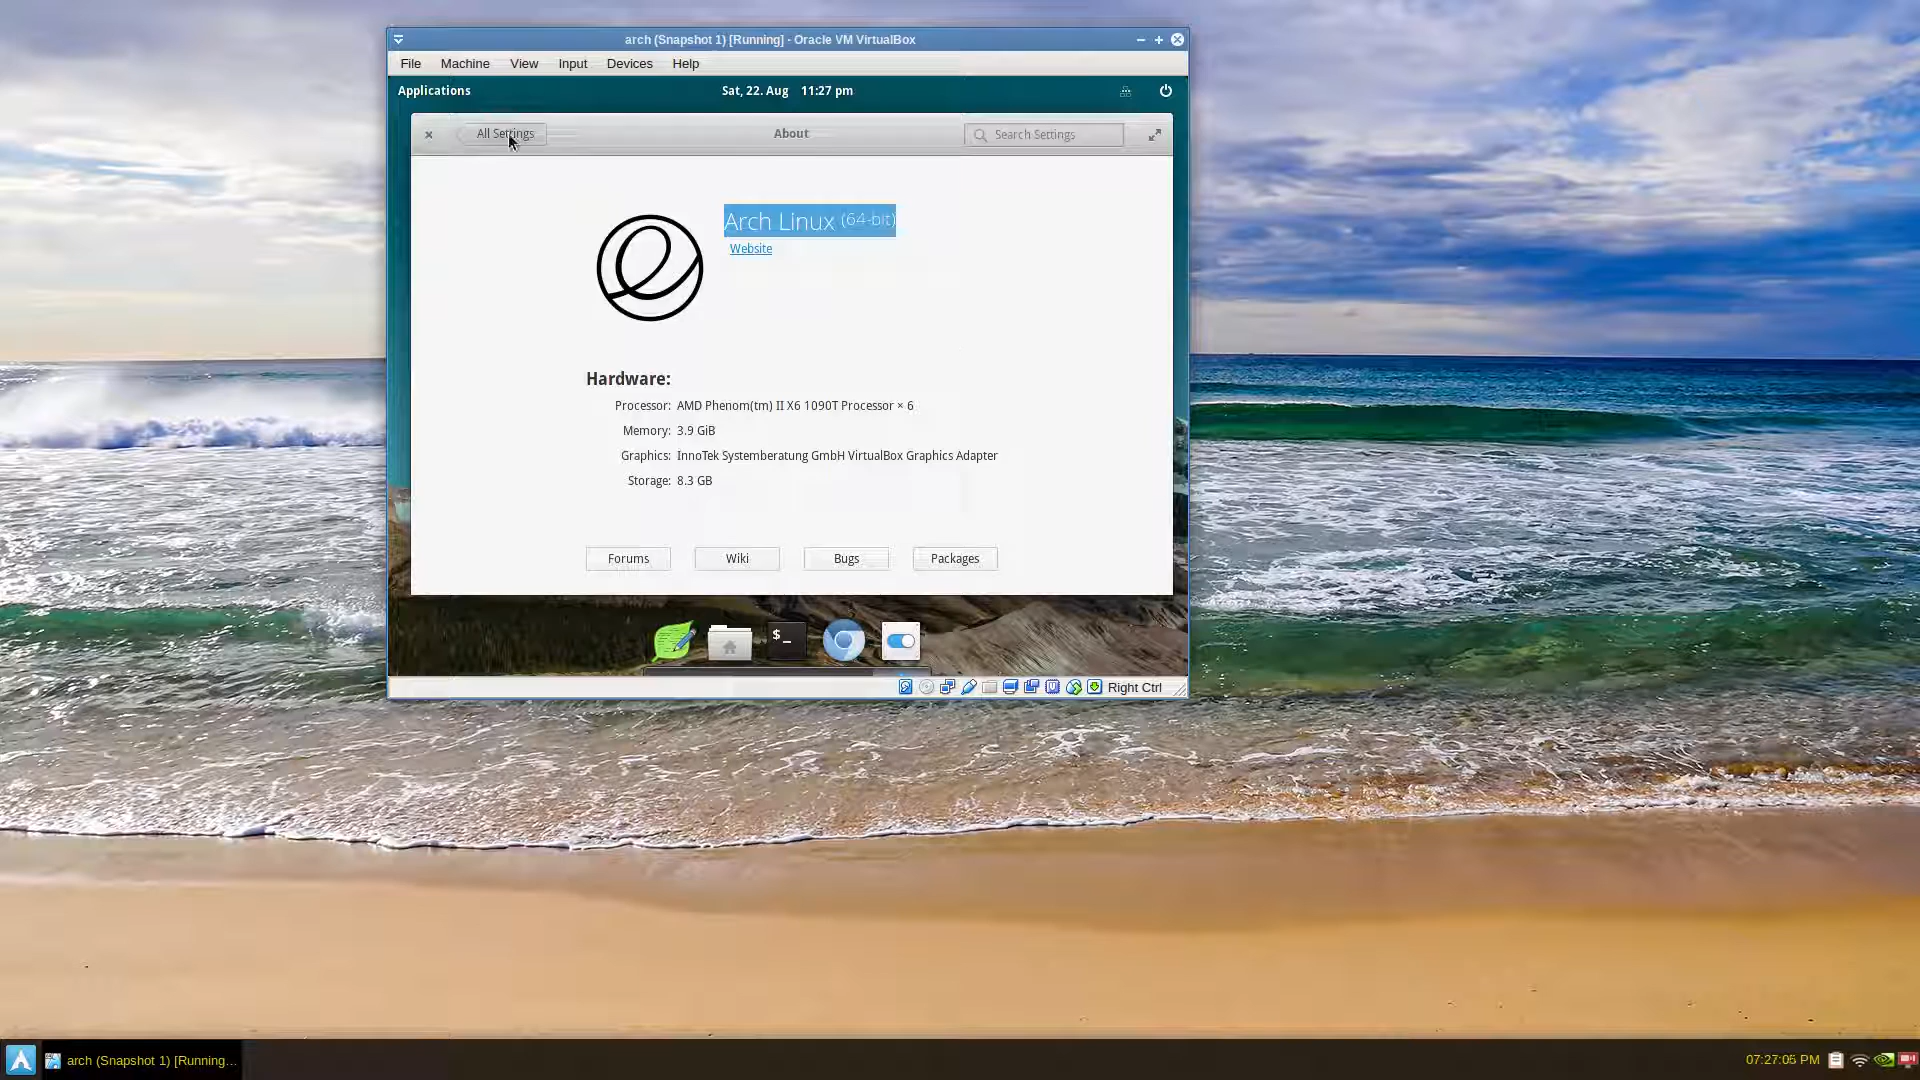 arch (Snapshot 1) [Running] - Oracle VM VirtualBox
File Machine View Input Devices Help
Applications Sat, 22. Aug 11:27 pm
All Settings About Search Settings
Arch Linux (64-bit)
Website
Hardware:
Processor: AMD Phenom(tm) II X6 1090T Processor × 6
Memory: 3.9 GiB
Graphics: InnoTek Systemberatung GmbH VirtualBox Graphics Adapter
Storage: 8.3 GB
Forums Wiki Bugs Packages
$_
Right Ctrl
arch (Snapshot 1) [Running... 07:27:05 PM